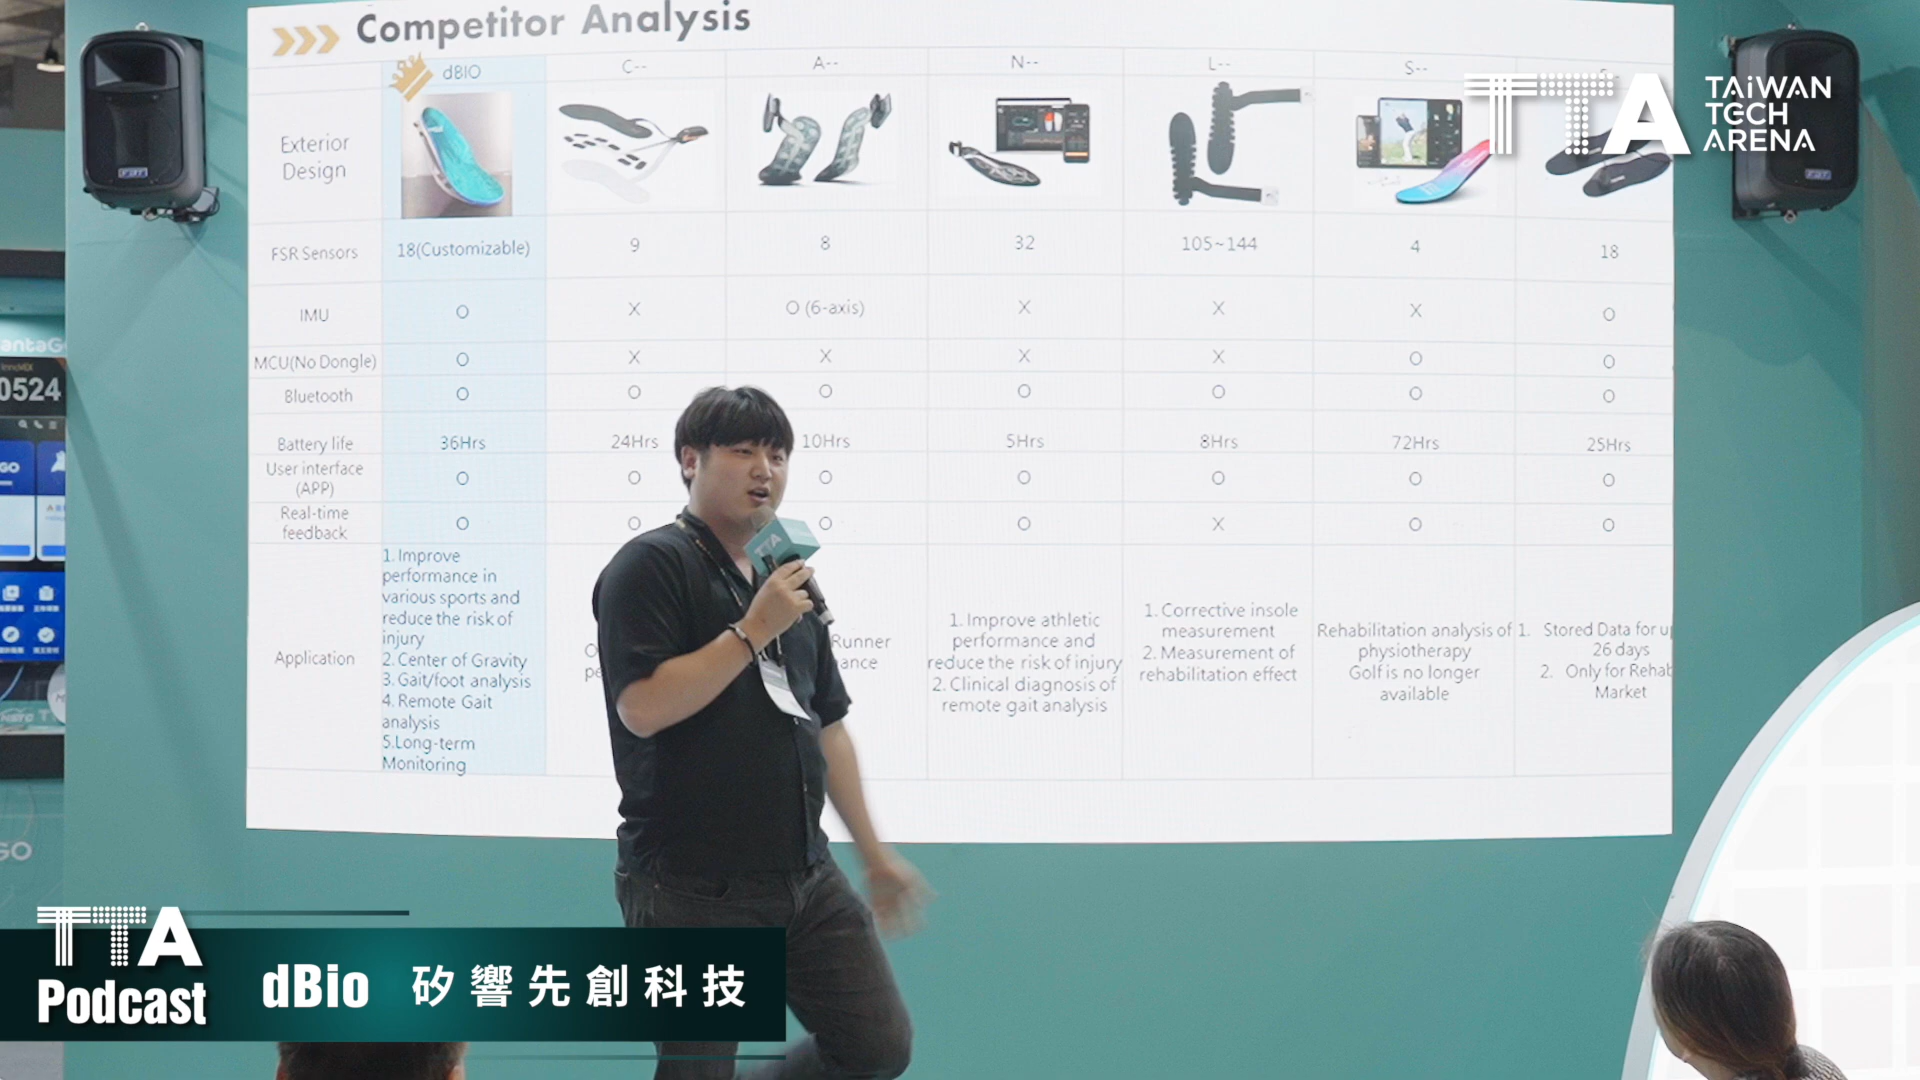 Competitor Analysis
dBIO
C--
A--
N--
L--
S--
Exterior
Design
FSR Sensors
18(Customizable)
9
8
32
105~144
4
18
IMU
O
X
O (6-axis)
X
X
X
O
MCU(No Dongle)
O
X
X
X
X
O
O
Bluetooth
O
O
O
O
O
O
O
Battery life
36Hrs
24Hrs
10Hrs
5Hrs
8Hrs
72Hrs
25Hrs
User interface
(APP)
O
O
O
O
O
O
O
Real-time
feedback
O
O
O
O
X
O
O
Application
1. Improve
performance in
various sports and
reduce the risk of
injury
2. Center of Gravity
3. Gait/foot analysis
4. Remote Gait
analysis
5.Long-term
Monitoring
Runner
1. Improve athletic
performance and
reduce the risk of injury
2. Clinical diagnosis of
remote gait analysis
1. Corrective insole
measurement
2. Measurement of
rehabilitation effect
Rehabilitation analysis of
physiotherapy
Golf is no longer
available
1. Stored Data for
26 days
2. Only for Rehab
Market
TTA
TAiWAN
TECH
ARENA
0524
TTA
TTA
Podcast
dBio 矽響先創科技